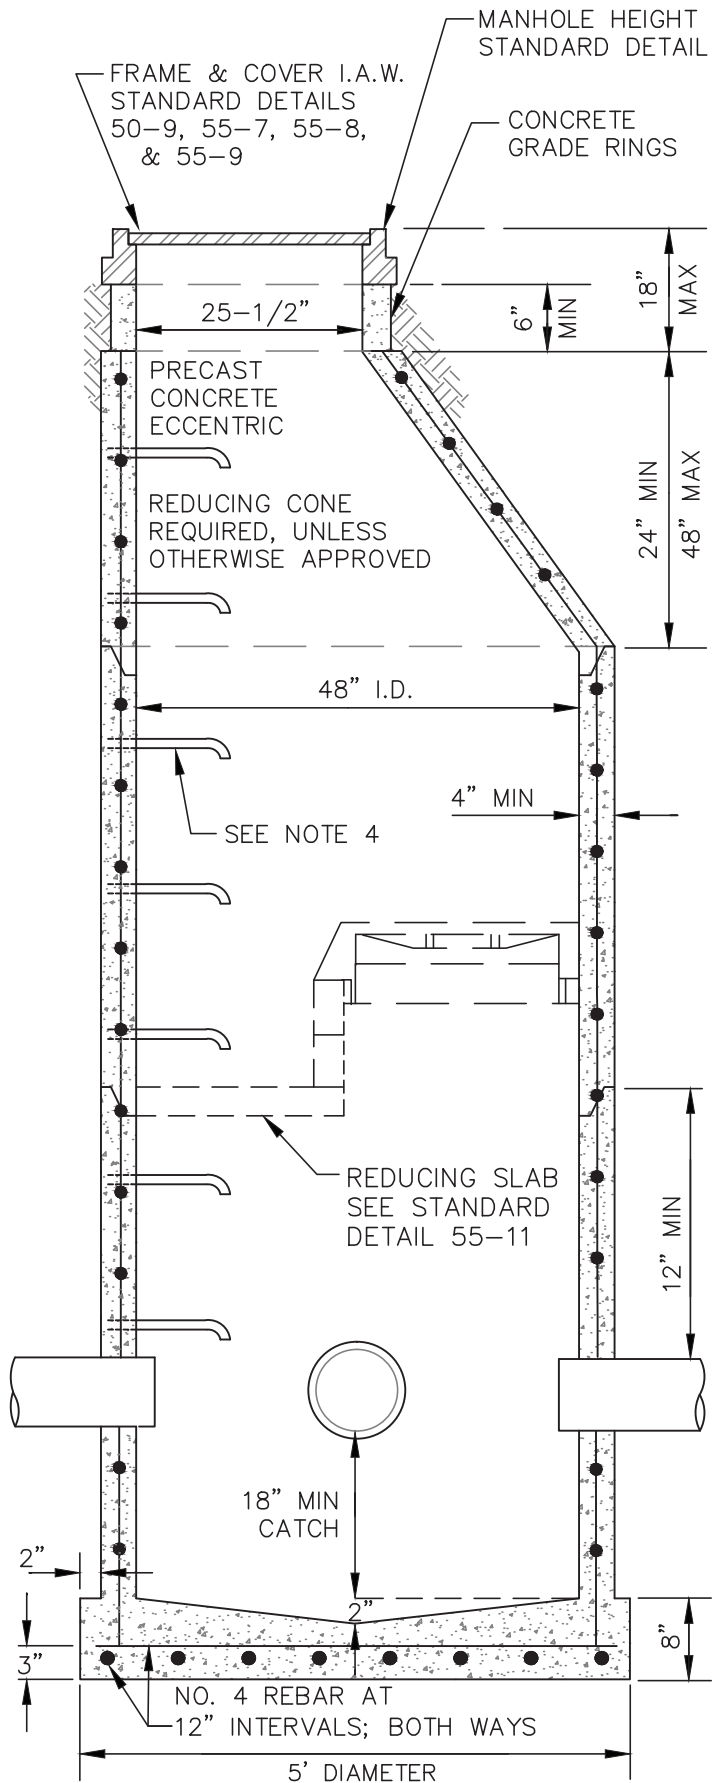 MANHOLE HEIGHT
STANDARD DETAIL
FRAME & COVER I.A.W.
STANDARD DETAILS
50-9, 55-7, 55-8,
& 55-9
CONCRETE
GRADE RINGS
25-1/2"
6"
MIN
18"
MAX
PRECAST
CONCRETE
ECCENTRIC
REDUCING CONE
REQUIRED, UNLESS
OTHERWISE APPROVED
24" MIN
48" MAX
48" I.D.
4" MIN
SEE NOTE 4
REDUCING SLAB
SEE STANDARD
DETAIL 55-11
12" MIN
18" MIN
CATCH
2"
2"
8"
3"
NO. 4 REBAR AT
12" INTERVALS; BOTH WAYS
5' DIAMETER